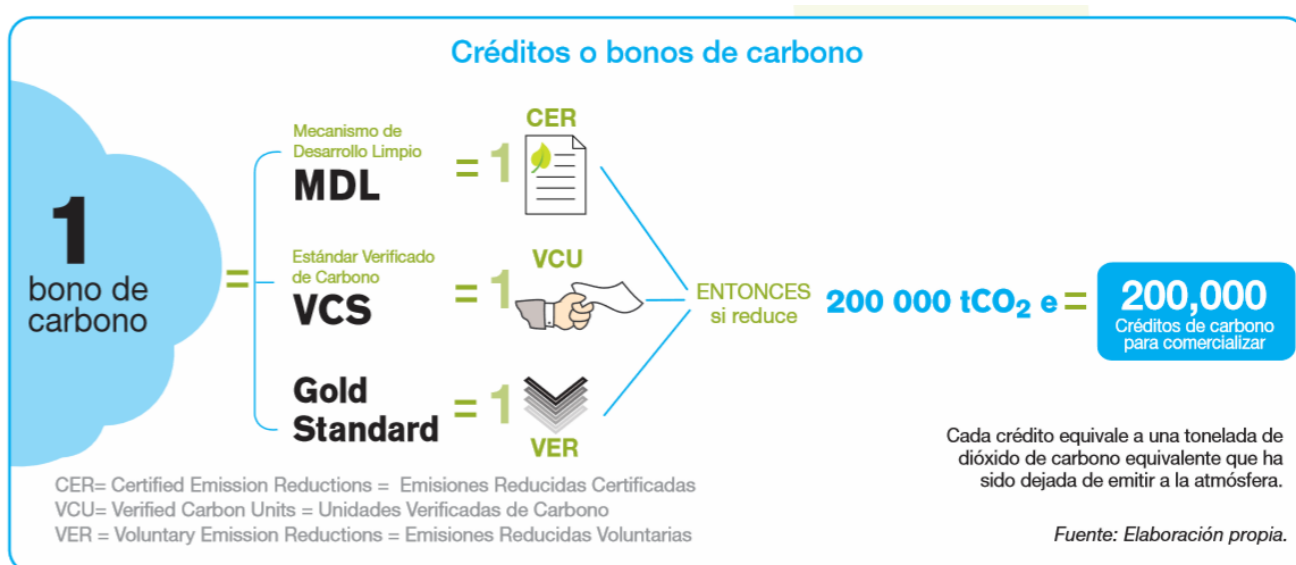 Créditos o bonos de carbono
1
bono de
carbono
=
Mecanismo de
Desarrollo Limpio
MDL
= 1
CER
Estándar Verificado
de Carbono
VCS
= 1
VCU
Gold
Standard
= 1
VER
ENTONCES
si reduce
200 000 tCO₂ e =
200,000
Créditos de carbono
para comercializar
Cada crédito equivale a una tonelada de
dióxido de carbono equivalente que ha
sido dejada de emitir a la atmósfera.
CER= Certified Emission Reductions = Emisiones Reducidas Certificadas
VCU= Verified Carbon Units = Unidades Verificadas de Carbono
VER = Voluntary Emission Reductions = Emisiones Reducidas Voluntarias
Fuente: Elaboración propia.